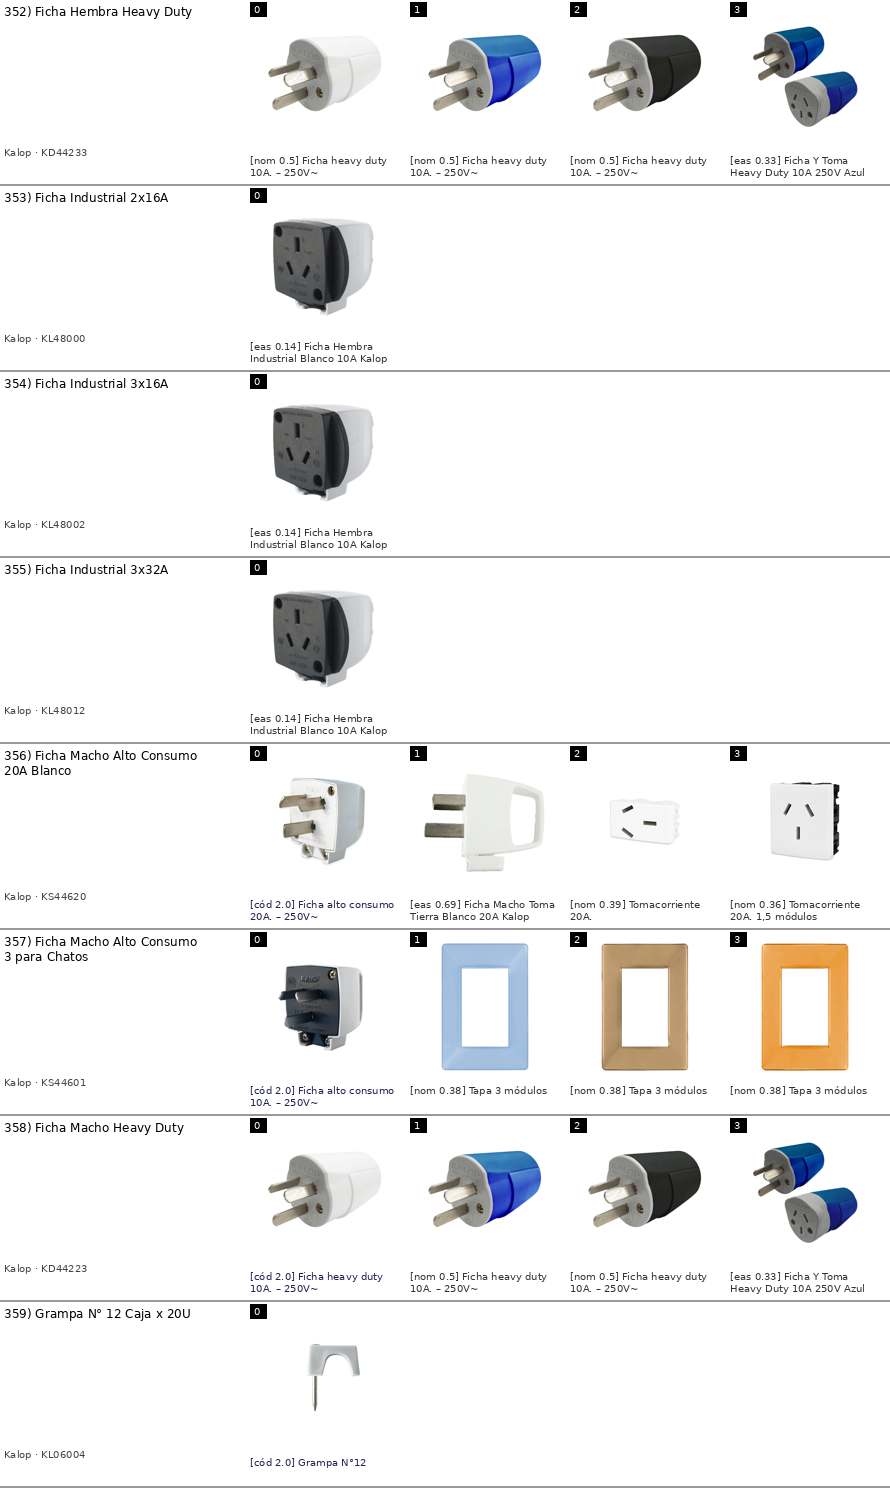 352) Ficha Hembra Heavy Duty
Kalop · KD44233
0
[nom 0.5] Ficha heavy duty
10A. – 250V~
1
[nom 0.5] Ficha heavy duty
10A. – 250V~
2
[nom 0.5] Ficha heavy duty
10A. – 250V~
3
[eas 0.33] Ficha Y Toma
Heavy Duty 10A 250V Azul
353) Ficha Industrial 2x16A
Kalop · KL48000
0
[eas 0.14] Ficha Hembra
Industrial Blanco 10A Kalop
354) Ficha Industrial 3x16A
Kalop · KL48002
0
[eas 0.14] Ficha Hembra
Industrial Blanco 10A Kalop
355) Ficha Industrial 3x32A
Kalop · KL48012
0
[eas 0.14] Ficha Hembra
Industrial Blanco 10A Kalop
356) Ficha Macho Alto Consumo
20A Blanco
Kalop · KS44620
0
[cód 2.0] Ficha alto consumo
20A. – 250V~
1
[eas 0.69] Ficha Macho Toma
Tierra Blanco 20A Kalop
2
[nom 0.39] Tomacorriente
20A.
3
[nom 0.36] Tomacorriente
20A. 1,5 módulos
357) Ficha Macho Alto Consumo
3 para Chatos
Kalop · KS44601
0
[cód 2.0] Ficha alto consumo
10A. – 250V~
1
[nom 0.38] Tapa 3 módulos
2
[nom 0.38] Tapa 3 módulos
3
[nom 0.38] Tapa 3 módulos
358) Ficha Macho Heavy Duty
Kalop · KD44223
0
[cód 2.0] Ficha heavy duty
10A. – 250V~
1
[nom 0.5] Ficha heavy duty
10A. – 250V~
2
[nom 0.5] Ficha heavy duty
10A. – 250V~
3
[eas 0.33] Ficha Y Toma
Heavy Duty 10A 250V Azul
359) Grampa N° 12 Caja x 20U
Kalop · KL06004
0
[cód 2.0] Grampa N°12